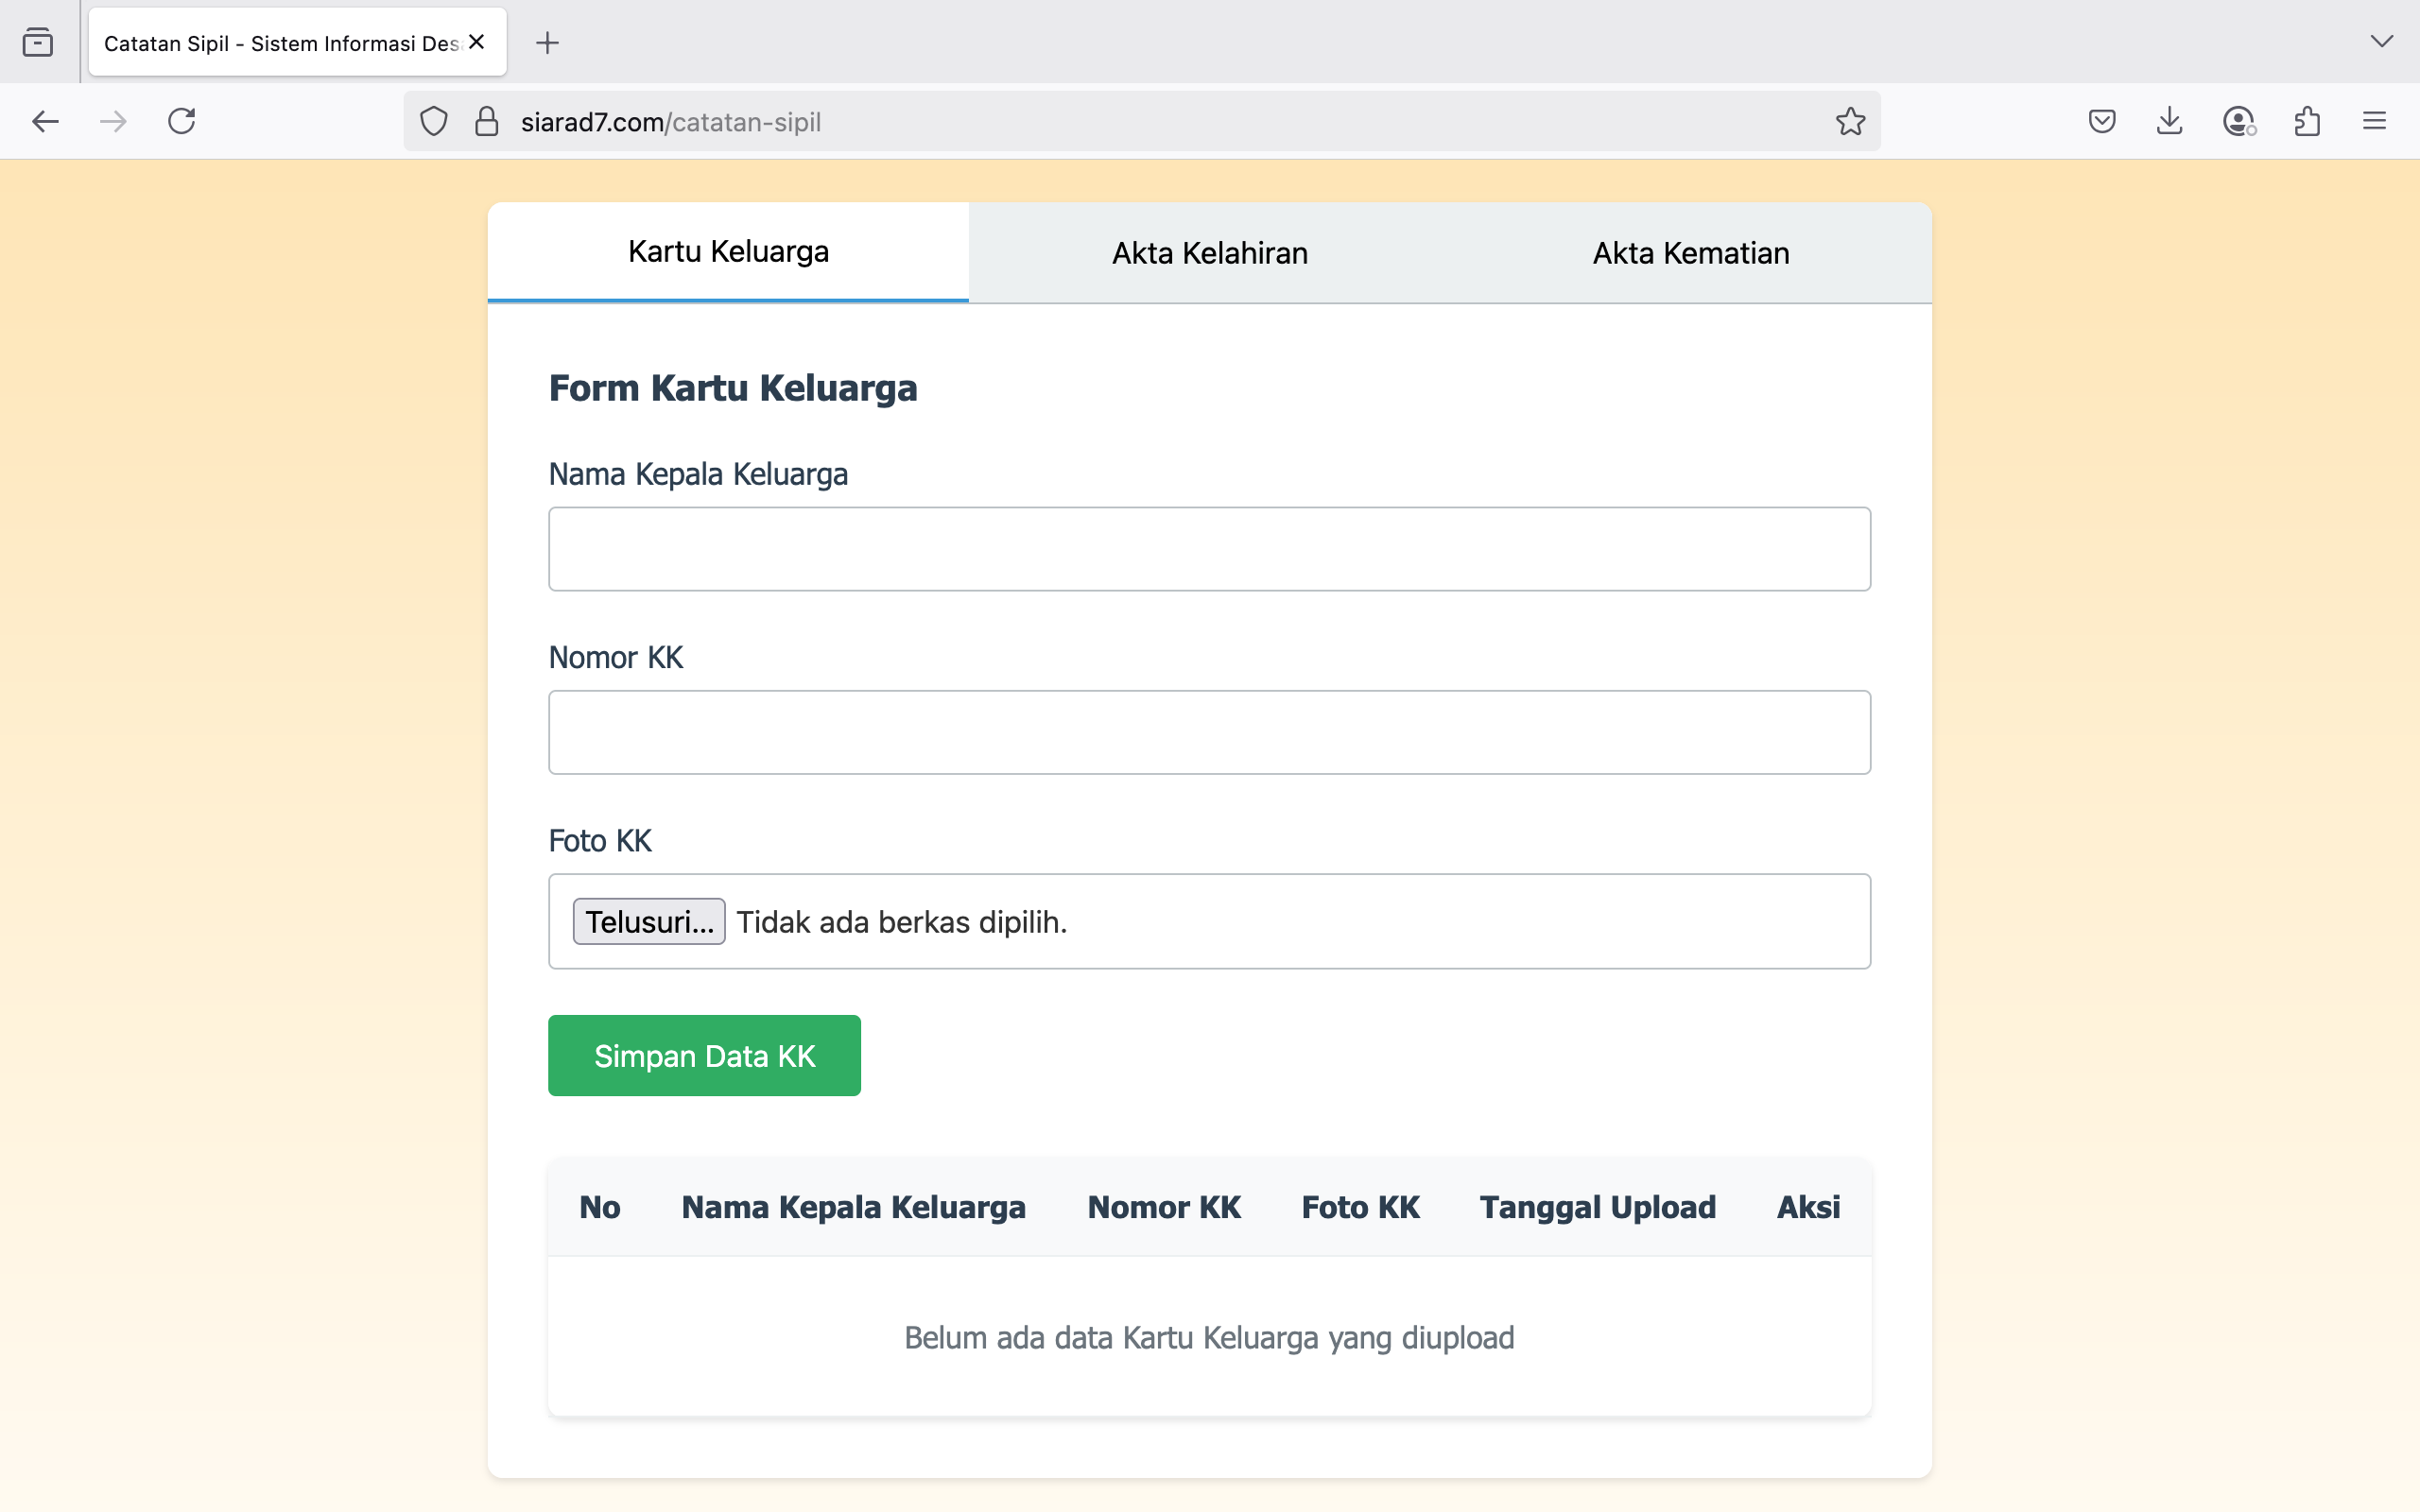 Catatan Sipil - Sistem Informasi Des
siarad7.com/catatan-sipil
Kartu Keluarga
Akta Kelahiran
Akta Kematian
Form Kartu Keluarga
Nama Kepala Keluarga
Nomor KK
Foto KK
Telusuri... Tidak ada berkas dipilih.
Simpan Data KK
No Nama Kepala Keluarga Nomor KK Foto KK Tanggal Upload Aksi
Belum ada data Kartu Keluarga yang diupload